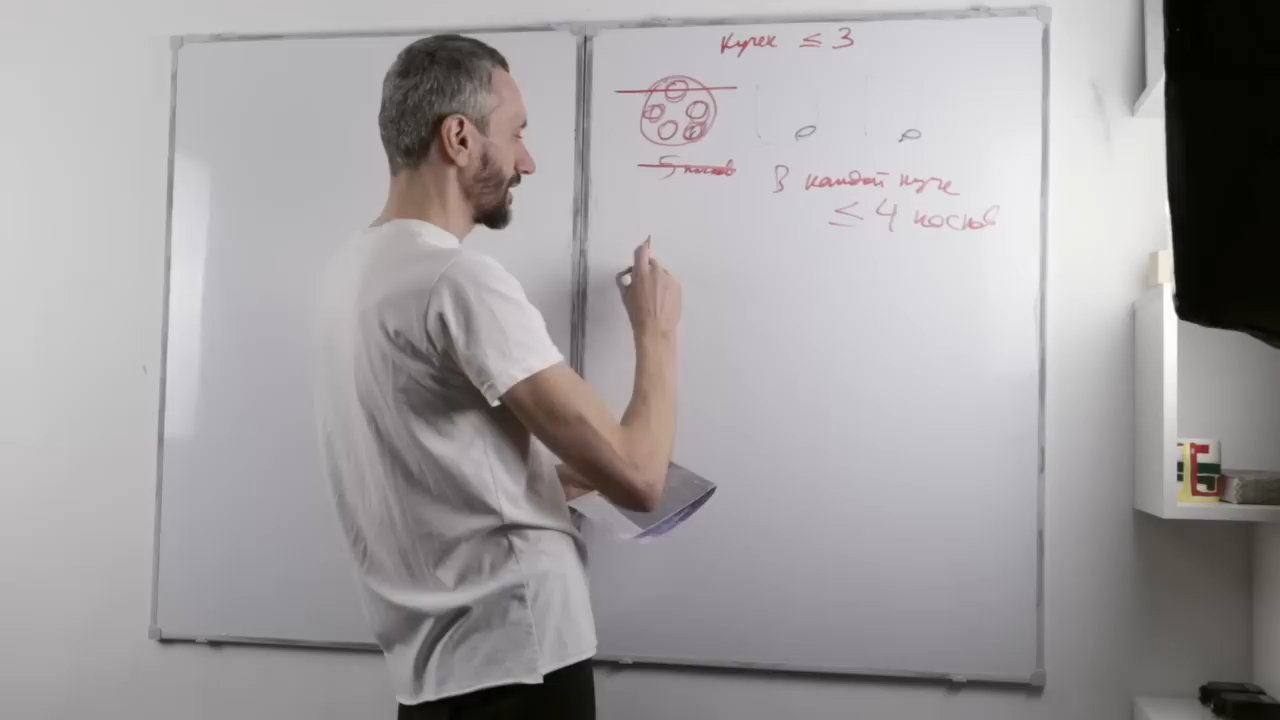 Кучек ≤ 3
5 носков
В каждой куче
≤ 4 носков